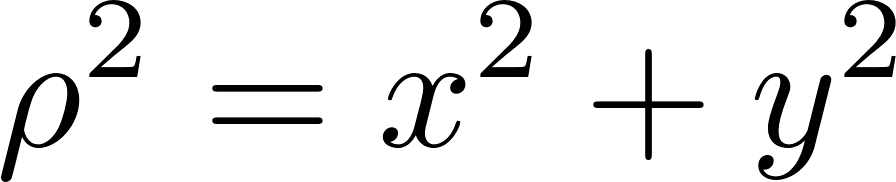 ρ² = x² + y²